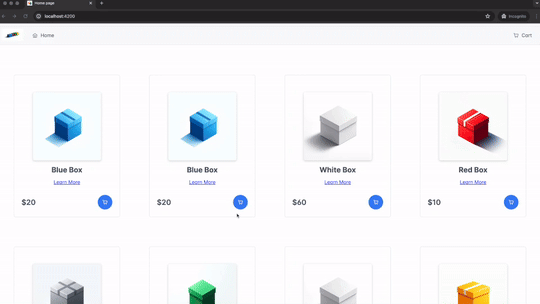 Home page
localhost:4200
Incognito
Home
Cart
Blue Box
Blue Box
White Box
Red Box
Learn More
Learn More
Learn More
Learn More
$20
$20
$60
$10